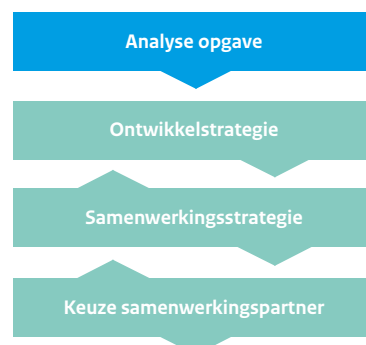 Analyse opgave
Ontwikkelstrategie
Samenwerkingsstrategie
Keuze samenwerkingspartner